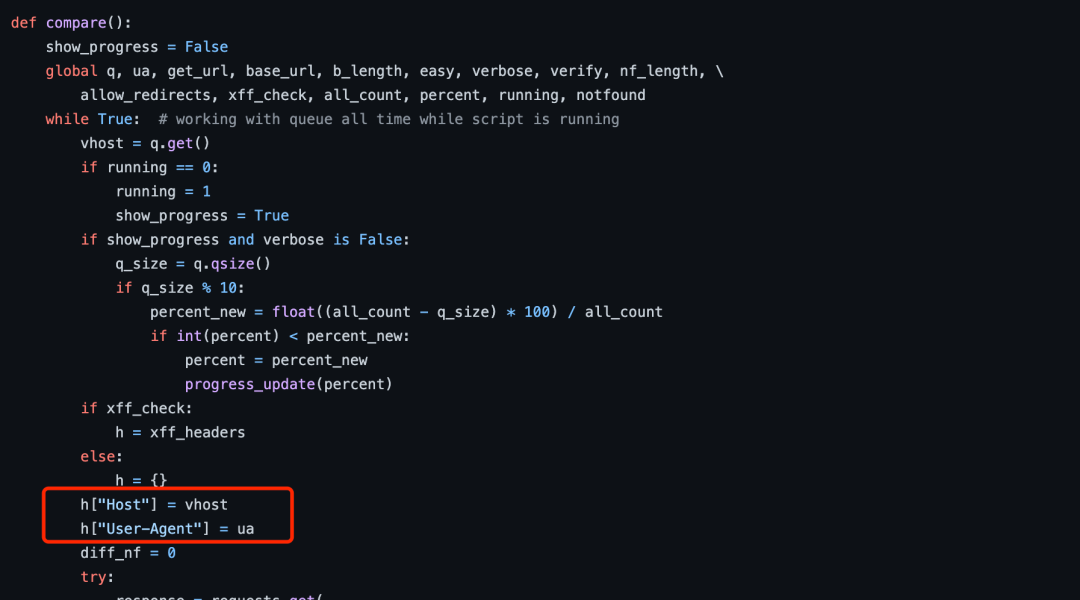 def compare():
    show_progress = False
    global q, ua, get_url, base_url, b_length, easy, verbose, verify, nf_length, \
        allow_redirects, xff_check, all_count, percent, running, notfound
    while True:  # working with queue all time while script is running
        vhost = q.get()
        if running == 0:
            running = 1
            show_progress = True
        if show_progress and verbose is False:
            q_size = q.qsize()
            if q_size % 10:
                percent_new = float((all_count - q_size) * 100) / all_count
                if int(percent) < percent_new:
                    percent = percent_new
                    progress_update(percent)
        if xff_check:
            h = xff_headers
        else:
            h = {}
        h["Host"] = vhost
        h["User-Agent"] = ua
        diff_nf = 0
        try:
            response = requests.get(